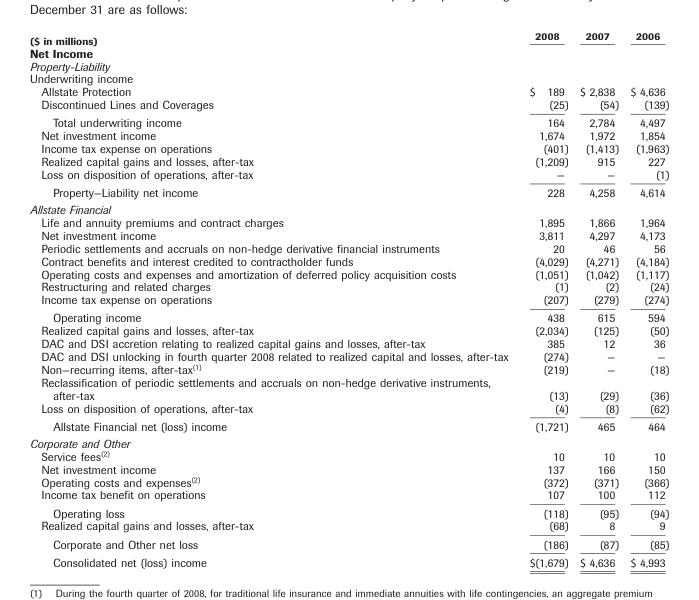 December 31 are as follows:
($ in millions) 2008 2007 2006
Net Income
Property-Liability
Underwriting income
Allstate Protection $ 189 $ 2,838 $ 4,636
Discontinued Lines and Coverages (25) (54) (139)
Total underwriting income 164 2,784 4,497
Net investment income 1,674 1,972 1,854
Income tax expense on operations (401) (1,413) (1,963)
Realized capital gains and losses, after-tax (1,209) 915 227
Loss on disposition of operations, after-tax — — (1)
Property–Liability net income 228 4,258 4,614
Allstate Financial
Life and annuity premiums and contract charges 1,895 1,866 1,964
Net investment income 3,811 4,297 4,173
Periodic settlements and accruals on non-hedge derivative financial instruments 20 46 56
Contract benefits and interest credited to contractholder funds (4,029) (4,271) (4,184)
Operating costs and expenses and amortization of deferred policy acquisition costs (1,051) (1,042) (1,117)
Restructuring and related charges (1) (2) (24)
Income tax expense on operations (207) (279) (274)
Operating income 438 615 594
Realized capital gains and losses, after-tax (2,034) (125) (50)
DAC and DSI accretion relating to realized capital gains and losses, after-tax 385 12 36
DAC and DSI unlocking in fourth quarter 2008 related to realized capital and losses, after-tax (274) — —
Non–recurring items, after-tax(1) (219) — (18)
Reclassification of periodic settlements and accruals on non-hedge derivative instruments,
after-tax (13) (29) (36)
Loss on disposition of operations, after-tax (4) (8) (62)
Allstate Financial net (loss) income (1,721) 465 464
Corporate and Other
Service fees(2) 10 10 10
Net investment income 137 166 150
Operating costs and expenses(2) (372) (371) (366)
Income tax benefit on operations 107 100 112
Operating loss (118) (95) (94)
Realized capital gains and losses, after-tax (68) 8 9
Corporate and Other net loss (186) (87) (85)
Consolidated net (loss) income $(1,679) $ 4,636 $ 4,993
(1) During the fourth quarter of 2008, for traditional life insurance and immediate annuities with life contingencies, an aggregate premium